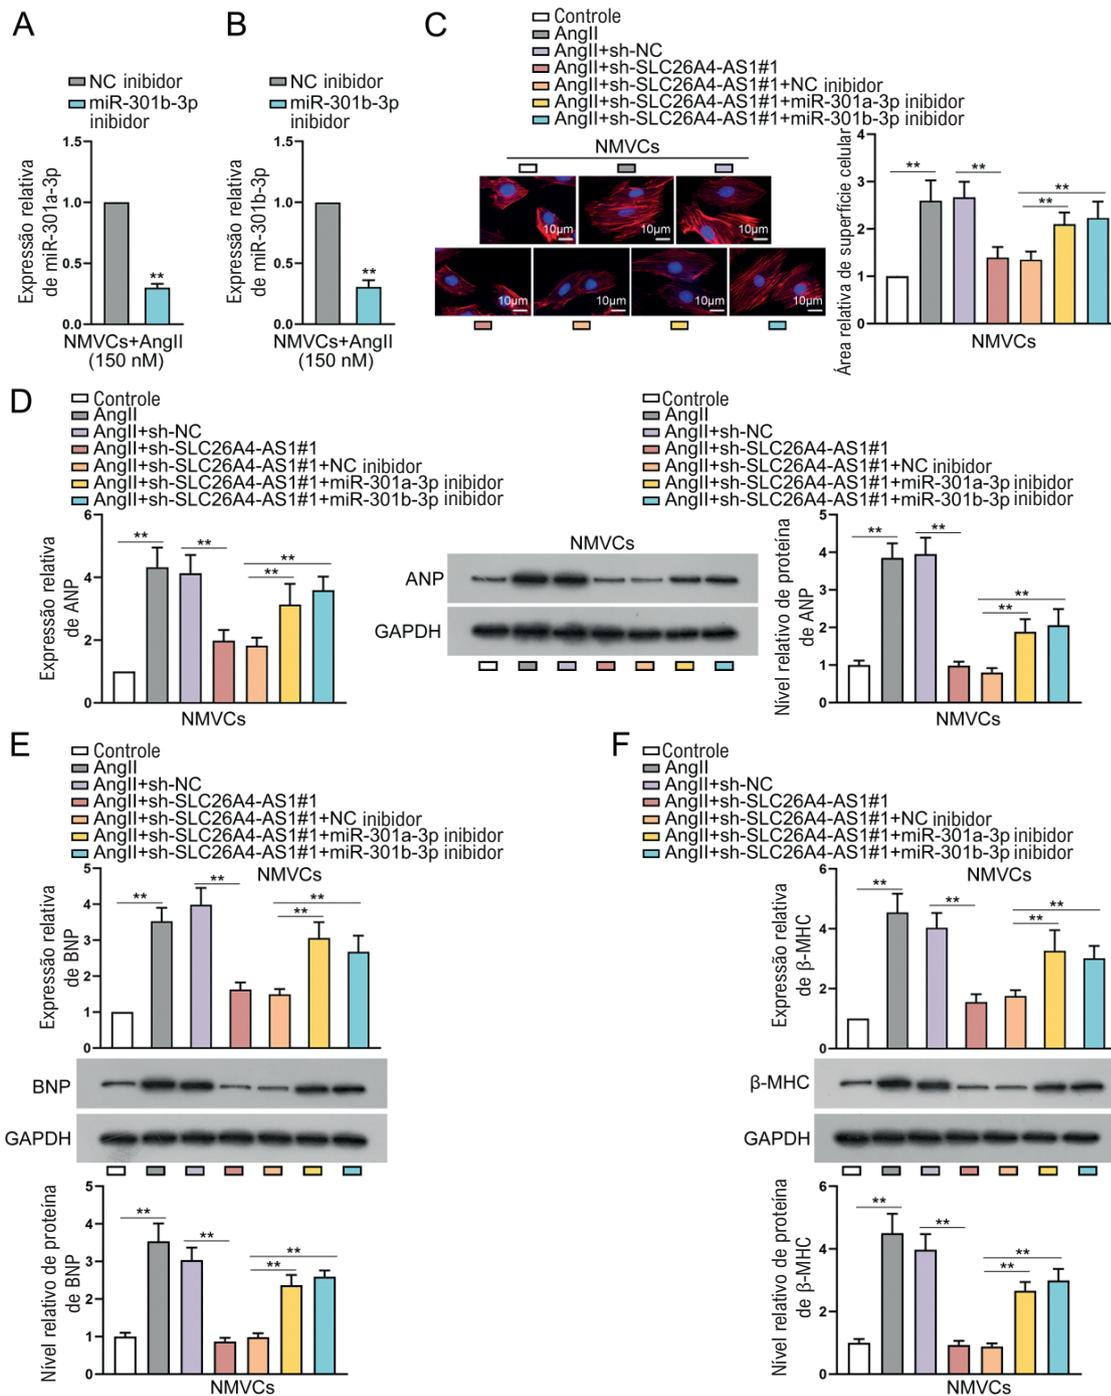 A
NC inibidor
miR-301b-3p
inibidor
Expressão relativa
de miR-301a-3p
1.5
1.0
0.5
0.0
**
NMVCs+AngII
(150 nM)
B
NC inibidor
miR-301b-3p
inibidor
Expressão relativa
de miR-301b-3p
1.5
1.0
0.5
0.0
**
NMVCs+AngII
(150 nM)
C
Controle
AngII
AngII+sh-NC
AngII+sh-SLC26A4-AS1#1
AngII+sh-SLC26A4-AS1#1+NC inibidor
AngII+sh-SLC26A4-AS1#1+miR-301a-3p inibidor
AngII+sh-SLC26A4-AS1#1+miR-301b-3p inibidor
NMVCs
10µm 10µm 10µm
10µm 10µm 10µm 10µm
Área relativa de superfície celular
4
3
2
1
0
** ** ** **
NMVCs
D
Controle
AngII
AngII+sh-NC
AngII+sh-SLC26A4-AS1#1
AngII+sh-SLC26A4-AS1#1+NC inibidor
AngII+sh-SLC26A4-AS1#1+miR-301a-3p inibidor
AngII+sh-SLC26A4-AS1#1+miR-301b-3p inibidor
Expressão relativa
de ANP
6
4
2
0
** ** ** **
NMVCs
NMVCs
ANP
GAPDH
Controle
AngII
AngII+sh-NC
AngII+sh-SLC26A4-AS1#1
AngII+sh-SLC26A4-AS1#1+NC inibidor
AngII+sh-SLC26A4-AS1#1+miR-301a-3p inibidor
AngII+sh-SLC26A4-AS1#1+miR-301b-3p inibidor
Nível relativo de proteína
de ANP
5
4
3
2
1
0
** ** ** **
NMVCs
E
Controle
AngII
AngII+sh-NC
AngII+sh-SLC26A4-AS1#1
AngII+sh-SLC26A4-AS1#1+NC inibidor
AngII+sh-SLC26A4-AS1#1+miR-301a-3p inibidor
AngII+sh-SLC26A4-AS1#1+miR-301b-3p inibidor
NMVCs
Expressão relativa
de BNP
5
4
3
2
1
0
** ** ** **
BNP
GAPDH
Nível relativo de proteína
de BNP
5
4
3
2
1
0
** ** ** **
NMVCs
F
Controle
AngII
AngII+sh-NC
AngII+sh-SLC26A4-AS1#1
AngII+sh-SLC26A4-AS1#1+NC inibidor
AngII+sh-SLC26A4-AS1#1+miR-301a-3p inibidor
AngII+sh-SLC26A4-AS1#1+miR-301b-3p inibidor
NMVCs
Expressão relativa
de β-MHC
6
4
2
0
** ** ** **
β-MHC
GAPDH
Nível relativo de proteína
de β-MHC
6
4
2
0
** ** ** **
NMVCs